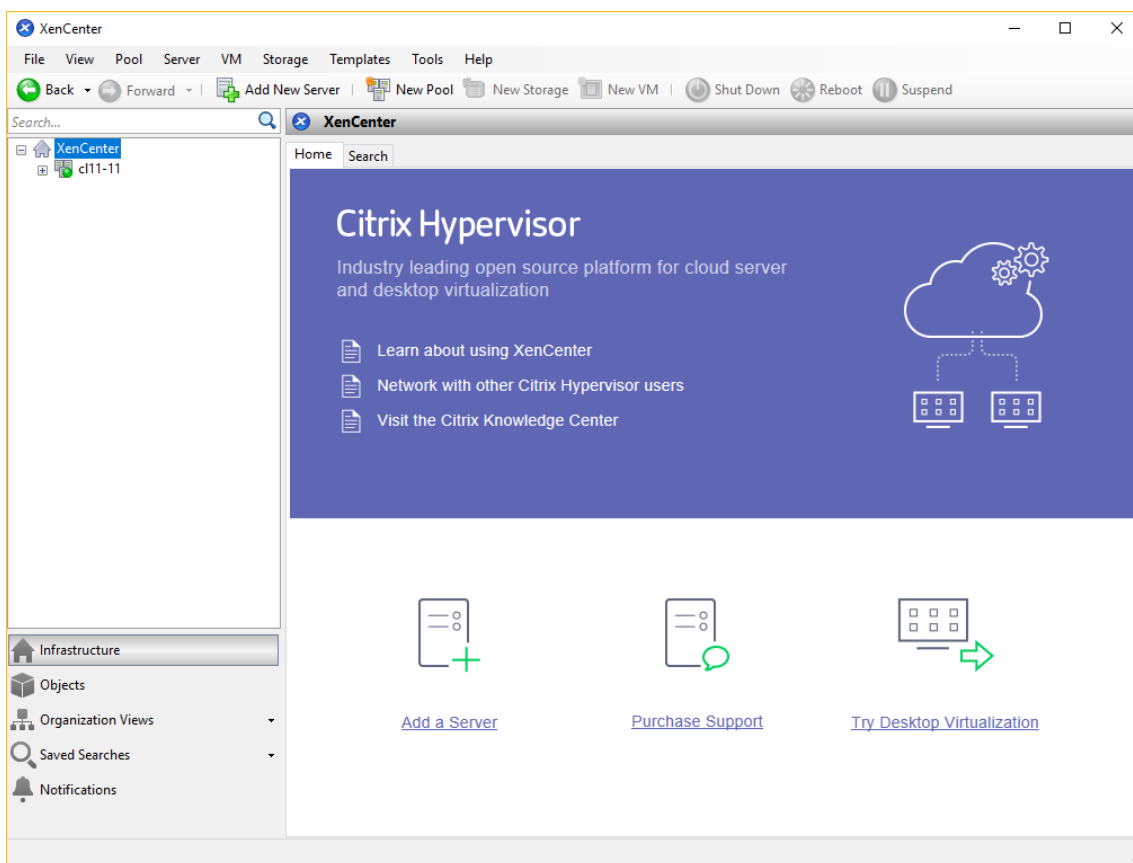 XenCenter
File View Pool Server VM Storage Templates Tools Help
Back Forward Add New Server New Pool New Storage New VM Shut Down Reboot Suspend
Search...
XenCenter
cl11-11
Infrastructure
Objects
Organization Views
Saved Searches
Notifications
XenCenter
Home Search
Citrix Hypervisor
Industry leading open source platform for cloud server
and desktop virtualization
Learn about using XenCenter
Network with other Citrix Hypervisor users
Visit the Citrix Knowledge Center
Add a Server Purchase Support Try Desktop Virtualization